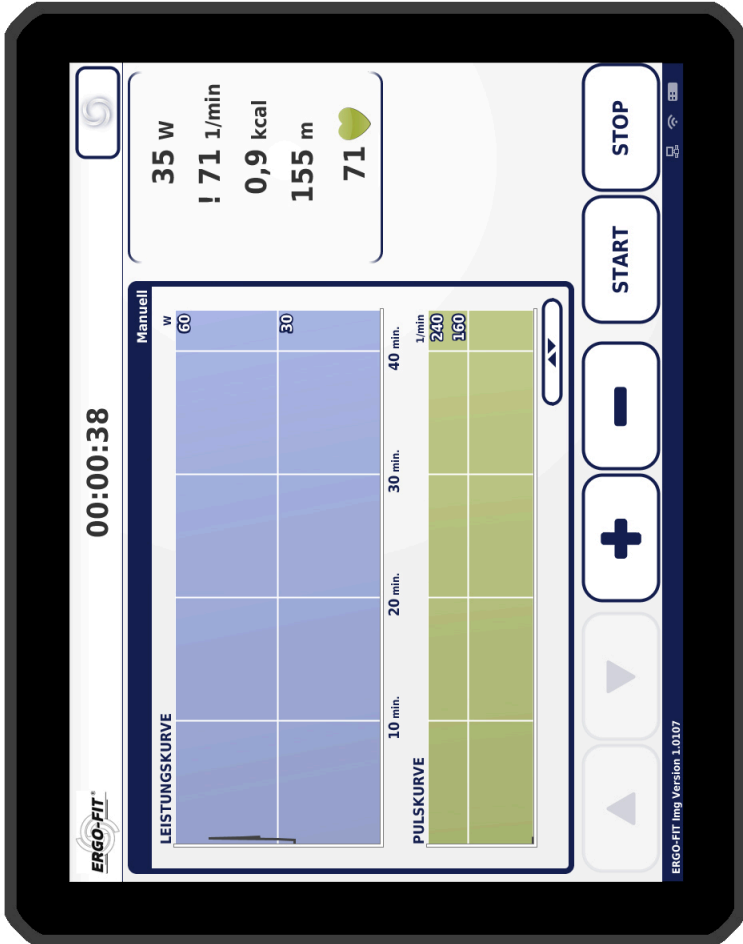 ERGO-FIT®
00:00:38
Manuell
LEISTUNGSKURVE
W
60
30
10 min.
20 min.
30 min.
40 min.
PULSKURVE
1/min
240
160
35 W
! 71 1/min
0,9 kcal
155 m
71
START
STOP
ERGO-FIT Img Version 1.0107